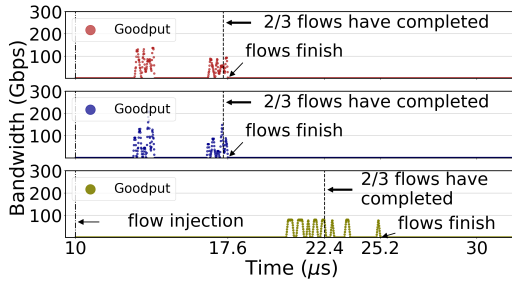 300
200
100
Goodput
2/3 flows have completed
flows finish
300
200
100
Goodput
2/3 flows have completed
flows finish
300
200
100
Goodput
2/3 flows have
completed
flow injection
flows finish
Bandwidth (Gbps)
10 17.6 22.4 25.2 30
Time (μs)